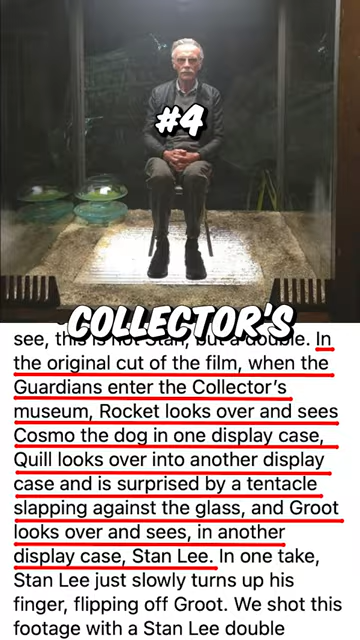 #4
COLLECTOR'S
see, this is not Stan, but a double. In
the original cut of the film, when the
Guardians enter the Collector's
museum, Rocket looks over and sees
Cosmo the dog in one display case,
Quill looks over into another display
case and is surprised by a tentacle
slapping against the glass, and Groot
looks over and sees, in another
display case, Stan Lee. In one take,
Stan Lee just slowly turns up his
finger, flipping off Groot. We shot this
footage with a Stan Lee double